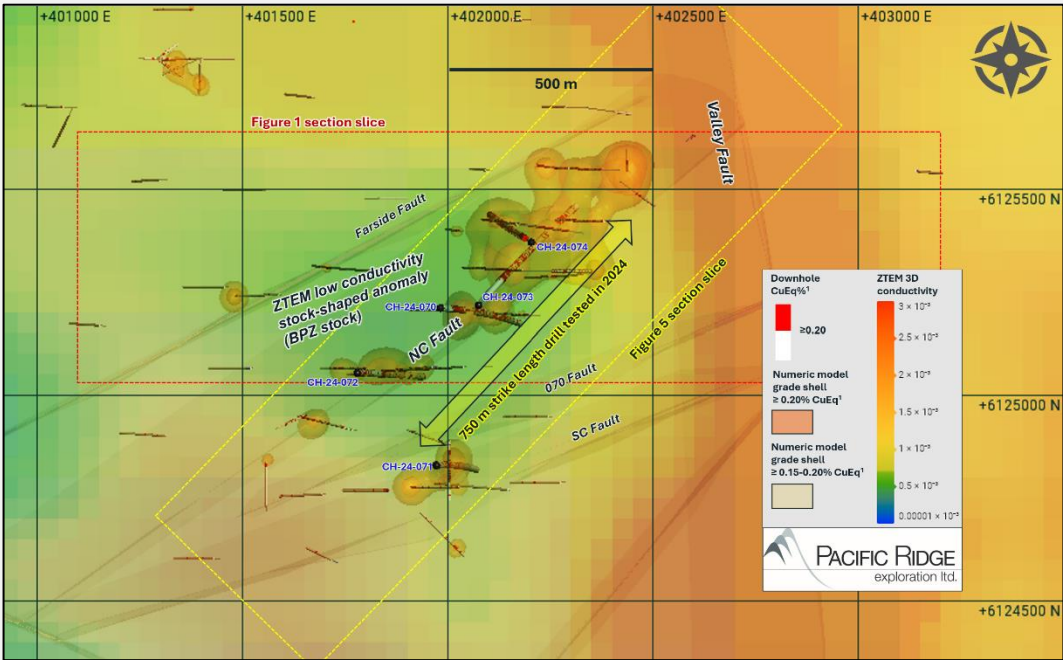 +401000 E
+401500 E
+402000 E
+402500 E
+403000 E
500 m
Figure 1 section slice
Valley Fault
+6125500 N
Farside Fault
CH-24-074
ZTEM low conductivity
stock-shaped anomaly
(BPZ stock)
CH-24-073
CH-24-070
NC Fault
750 m strike length drill tested in 2024
Figure 5 section slice
CH-24-072
070 Fault
+6125000 N
SC Fault
CH-24-071
+6124500 N
Downhole
CuEq%¹
≥0.20
Numeric model
grade shell
≥ 0.20% CuEq¹
Numeric model
grade shell
≥ 0.15-0.20% CuEq¹
ZTEM 3D
conductivity
3 × 10⁻³
2.5 × 10⁻³
2 × 10⁻³
1.5 × 10⁻³
1 × 10⁻³
0.5 × 10⁻³
0.00001 × 10⁻³
PACIFIC RIDGE
exploration ltd.